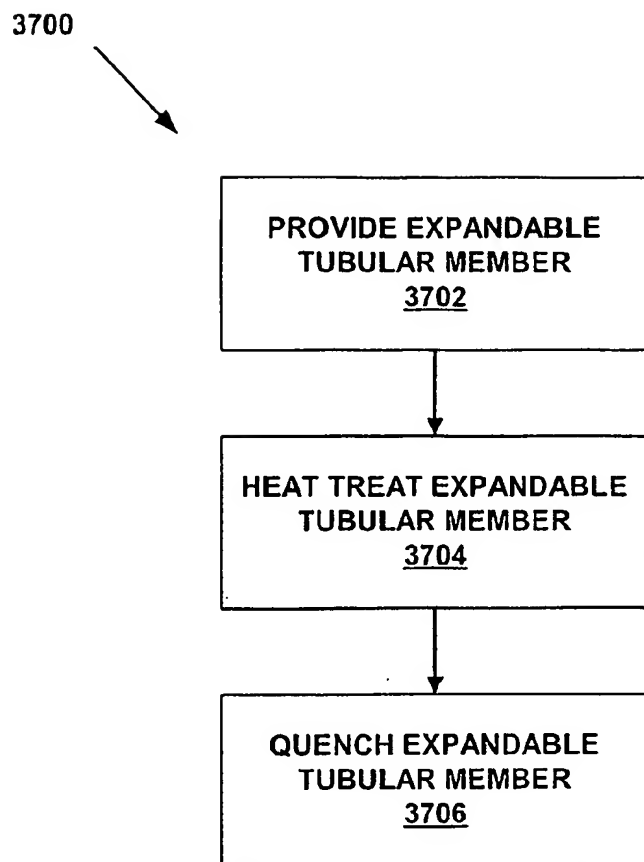 3700
PROVIDE EXPANDABLE
TUBULAR MEMBER
3702
HEAT TREAT EXPANDABLE
TUBULAR MEMBER
3704
QUENCH EXPANDABLE
TUBULAR MEMBER
3706